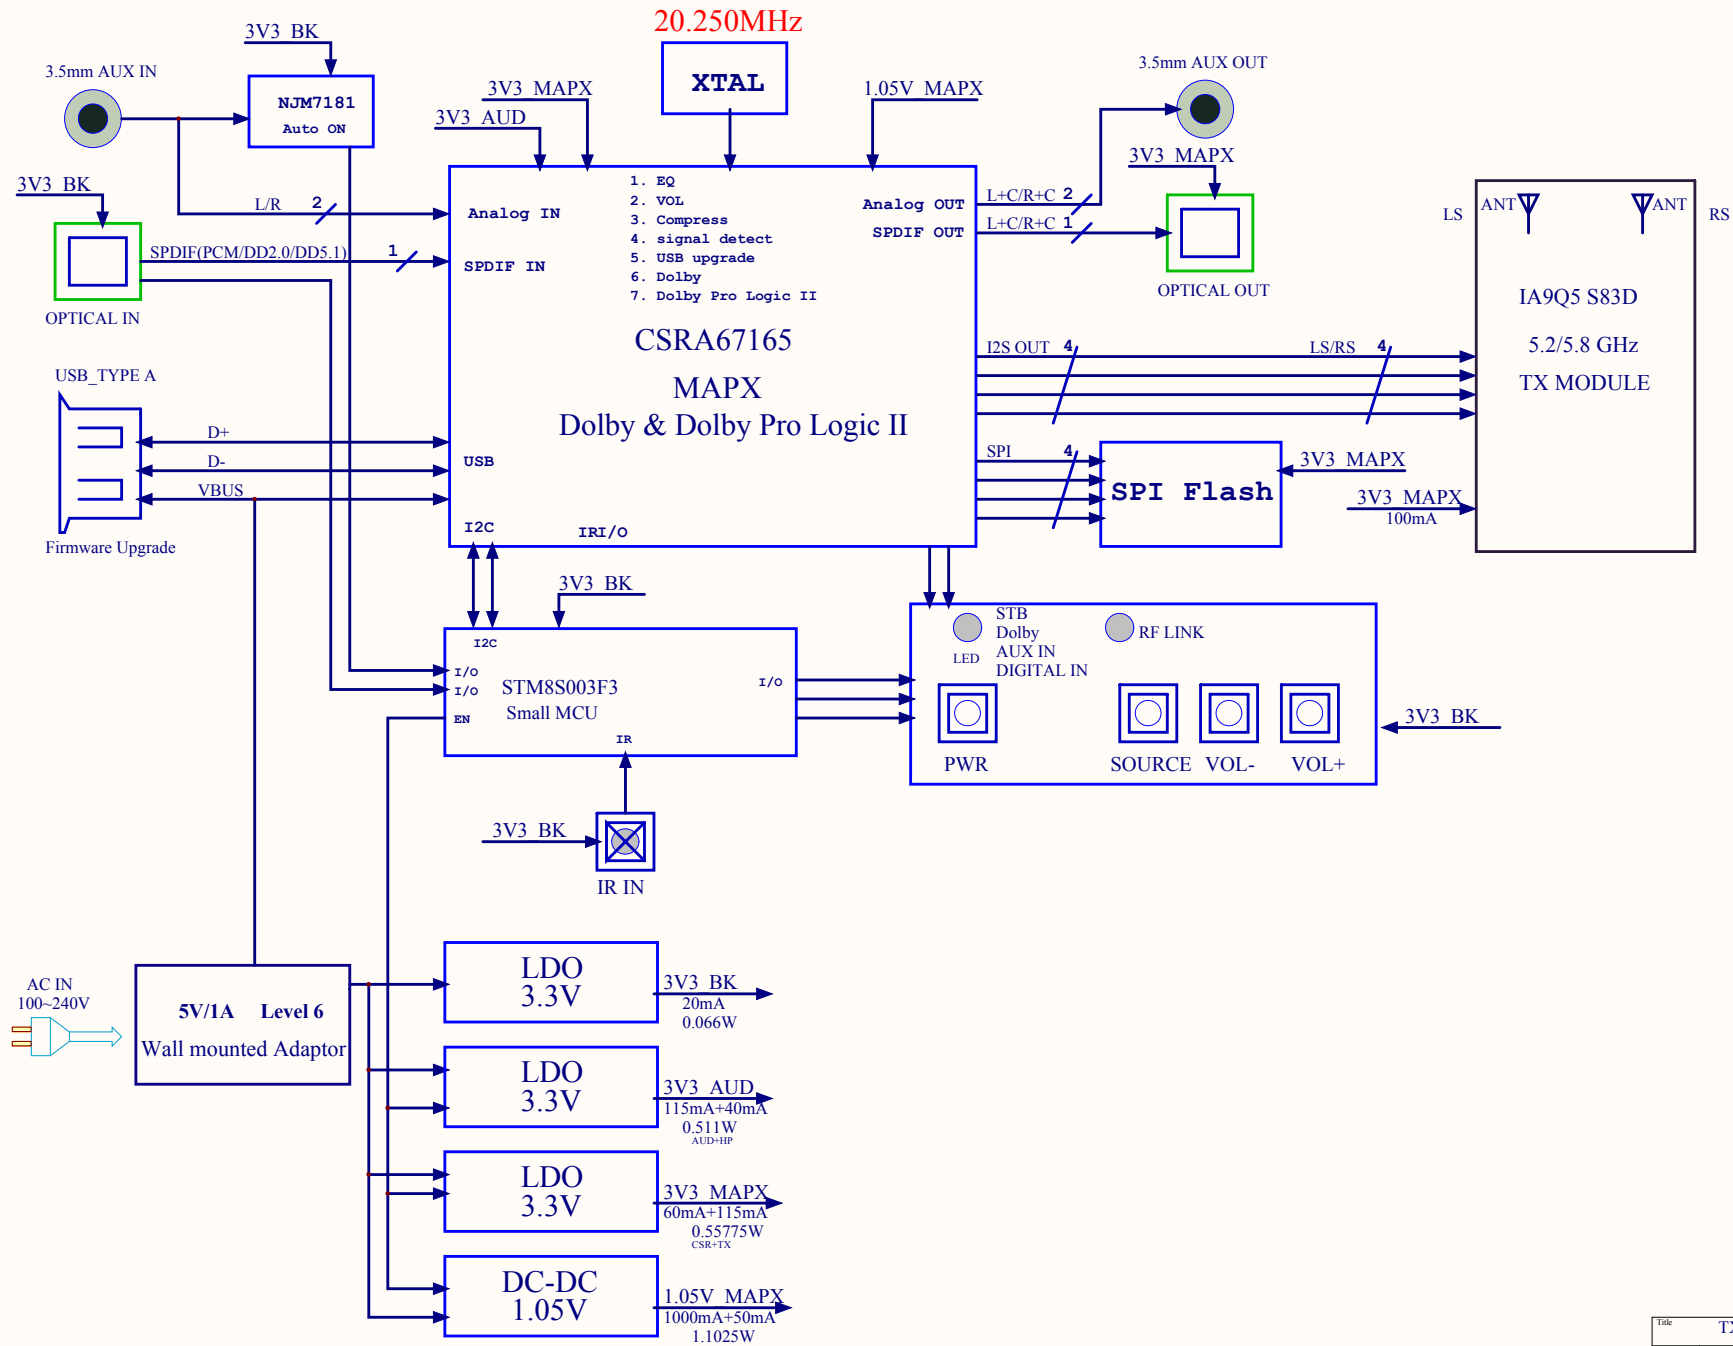 20.250MHz
XTAL
3V3_BK
3.5mm AUX IN
NJM7181
Auto ON
3V3_MAPX
3V3_AUD
1.05V_MAPX
3.5mm AUX OUT
3V3_MAPX
3V3_BK
L/R 2
SPDIF(PCM/DD2.0/DD5.1) 1
OPTICAL IN
Analog IN
SPDIF IN
1. EQ
2. VOL
3. Compress
4. signal detect
5. USB upgrade
6. Dolby
7. Dolby Pro Logic II
Analog OUT
SPDIF OUT
L+C/R+C 2
L+C/R+C 1
OPTICAL OUT
CSRA67165
MAPX
Dolby & Dolby Pro Logic II
LS
ANT
ANT
RS
IA9Q5 S83D
5.2/5.8 GHz
TX MODULE
I2S OUT 4
LS/RS 4
USB_TYPE A
D+
D-
VBUS
Firmware Upgrade
USB
I2C
IRI/O
SPI 4
SPI Flash
3V3_MAPX
3V3_MAPX
100mA
3V3_BK
I2C
I/O
I/O
EN
STM8S003F3
Small MCU
I/O
IR
STB
Dolby
AUX IN
DIGITAL IN
LED
RF LINK
PWR
SOURCE
VOL-
VOL+
3V3_BK
3V3_BK
IR IN
AC IN
100~240V
5V/1A Level 6
Wall mounted Adaptor
LDO
3.3V
3V3_BK
20mA
0.066W
LDO
3.3V
3V3_AUD
115mA+40mA
0.511W
AUD+HP
LDO
3.3V
3V3_MAPX
60mA+115mA
0.55775W
CSR+TX
DC-DC
1.05V
1.05V_MAPX
1000mA+50mA
1.1025W
Title